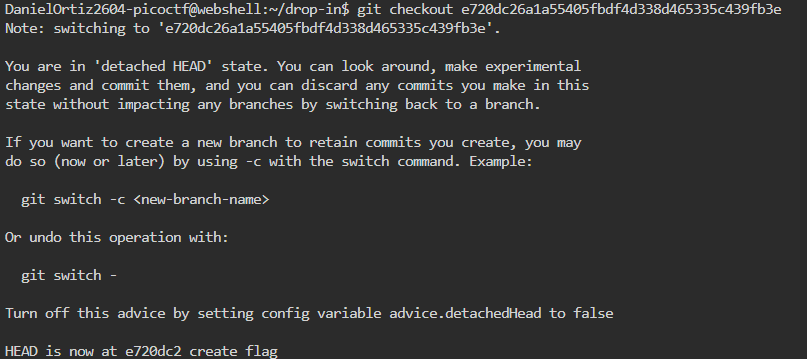 DanielOrtiz2604-picoctf@webshell:~/drop-in$ git checkout e720dc26a1a55405fbdf4d338d465335c439fb3e
Note: switching to 'e720dc26a1a55405fbdf4d338d465335c439fb3e'.
You are in 'detached HEAD' state. You can look around, make experimental
changes and commit them, and you can discard any commits you make in this
state without impacting any branches by switching back to a branch.
If you want to create a new branch to retain commits you create, you may
do so (now or later) by using -c with the switch command. Example:
git switch -c <new-branch-name>
Or undo this operation with:
git switch -
Turn off this advice by setting config variable advice.detachedHead to false
HEAD is now at e720dc2 create flag